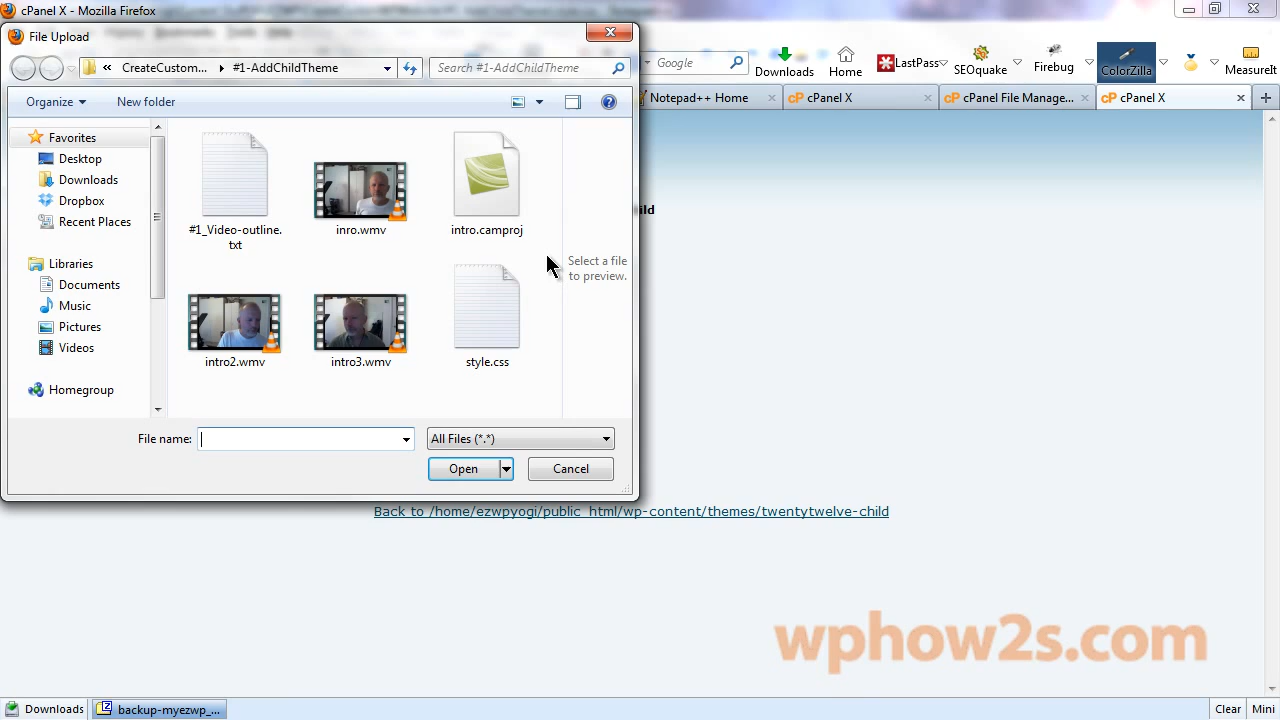 cPanel X - Mozilla Firefox
File Upload
« CreateCustom... ▸ #1-AddChildTheme
Search #1-AddChildTheme
Google
Downloads
Home
LastPass
SEOquake
Firebug
ColorZilla
MeasureIt
Organize
New folder
Notepad++ Home
cPanel X
cPanel File Manage...
cPanel X
Favorites
Desktop
Downloads
Dropbox
Recent Places
Libraries
Documents
Music
Pictures
Videos
Homegroup
#1_Video-outline.
txt
inro.wmv
intro.camproj
intro2.wmv
intro3.wmv
style.css
Select a file
to preview.
File name:
All Files (*.*)
Open
Cancel
Back to /home/ezwpyogi/public_html/wp-content/themes/twentytwelve-child
wphow2s.com
Downloads
backup-myezwp_...
Clear
Mini